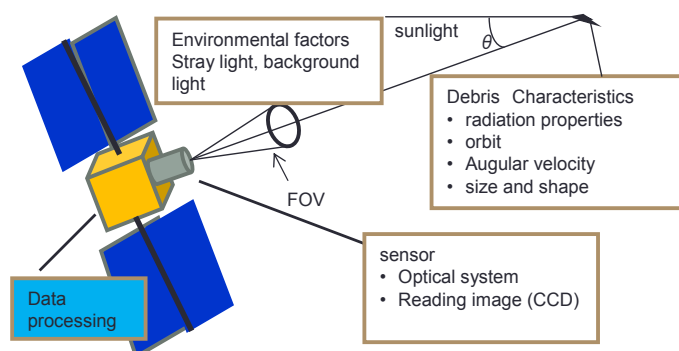 Environmental factors
Stray light, background
light
sunlight
θ
Debris Characteristics
• radiation properties
• orbit
• Augular velocity
• size and shape
FOV
sensor
• Optical system
• Reading image (CCD)
Data
processing